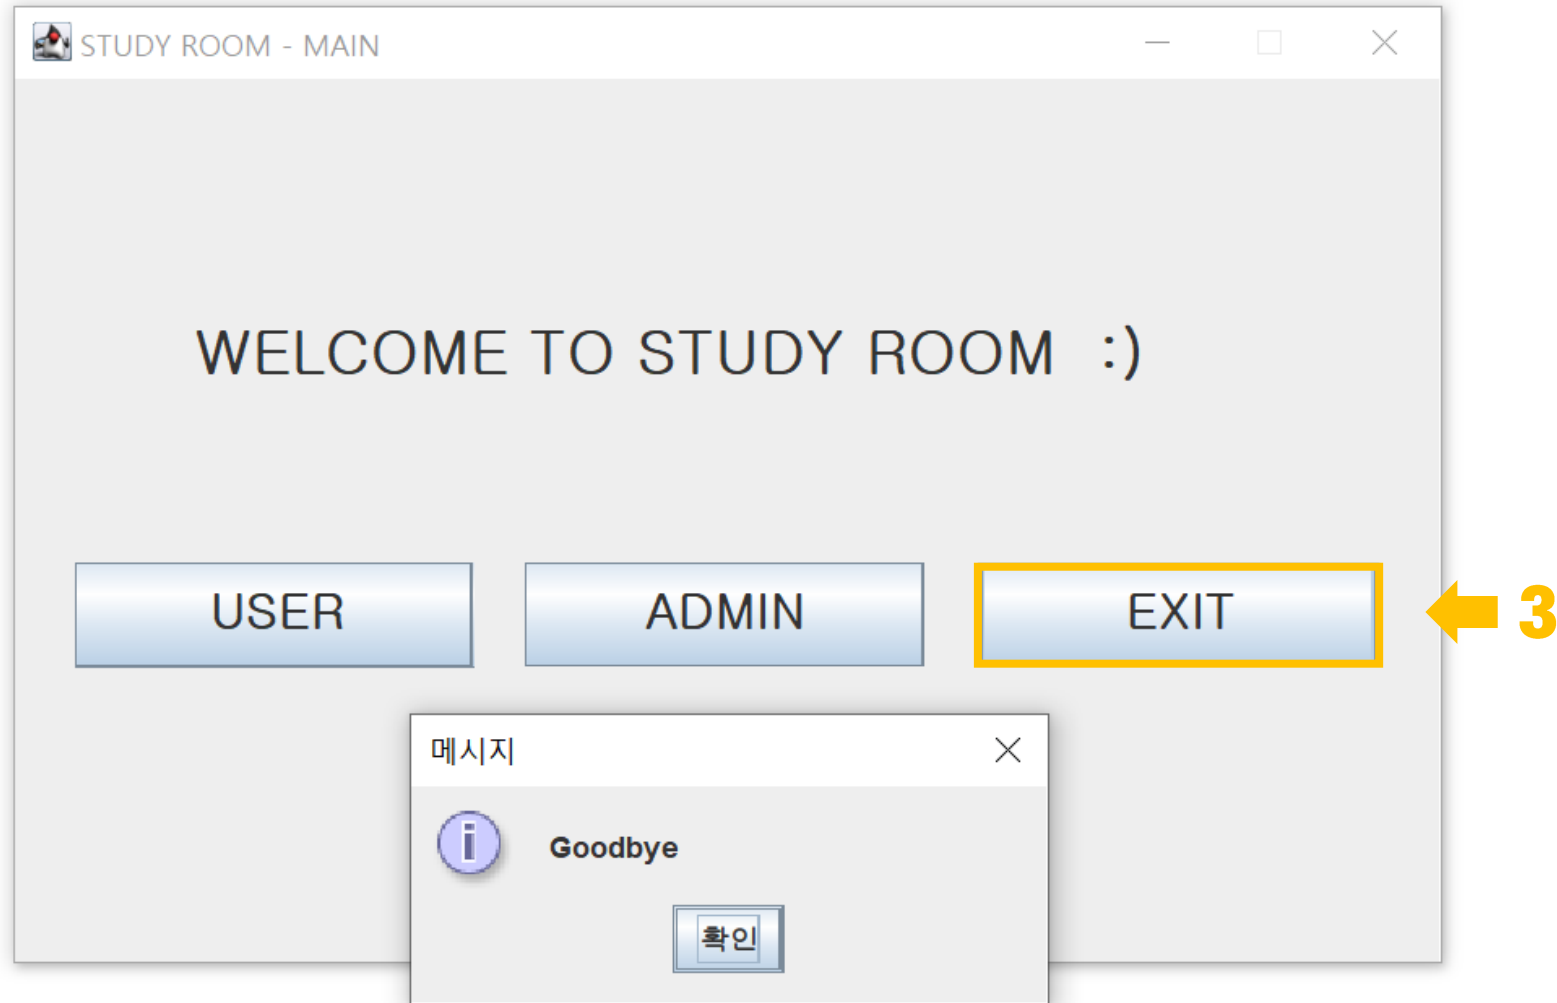 STUDY ROOM - MAIN
WELCOME TO STUDY ROOM :)
USER ADMIN EXIT 3
메시지
Goodbye
확인